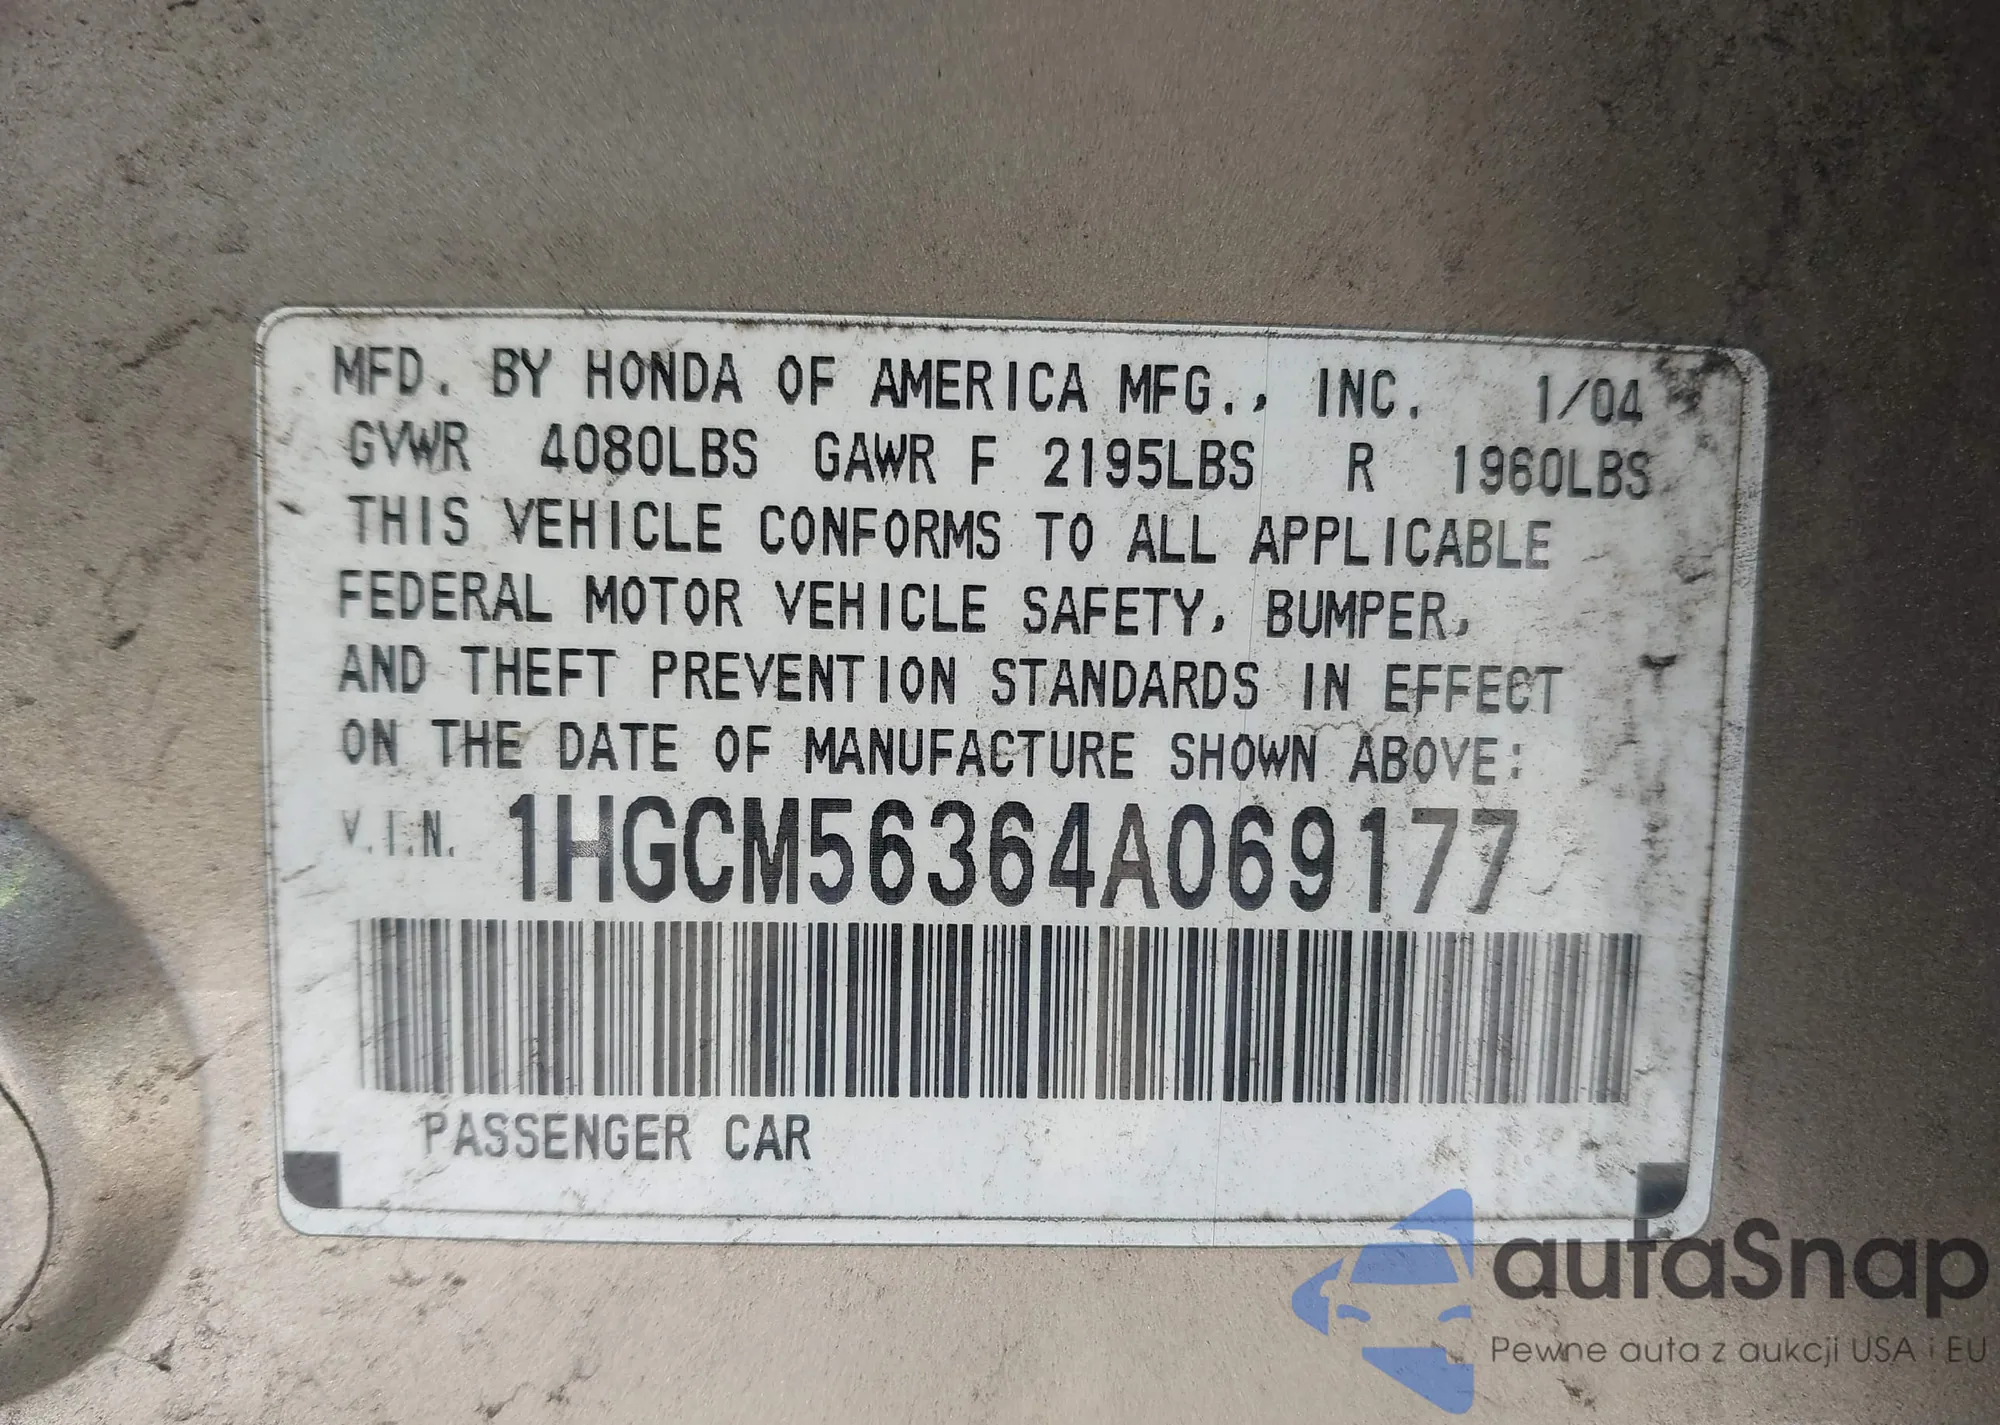 MFD. BY HONDA OF AMERICA MFG., INC. 1/04
GVWR 4080LBS GAWR F 2195LBS R 1960LBS
THIS VEHICLE CONFORMS TO ALL APPLICABLE
FEDERAL MOTOR VEHICLE SAFETY, BUMPER,
AND THEFT PREVENTION STANDARDS IN EFFECT
ON THE DATE OF MANUFACTURE SHOWN ABOVE:
V.I.N. 1HGCM56364A069177
PASSENGER CAR
autaSnap
Pewne auta z aukcji USA i EU